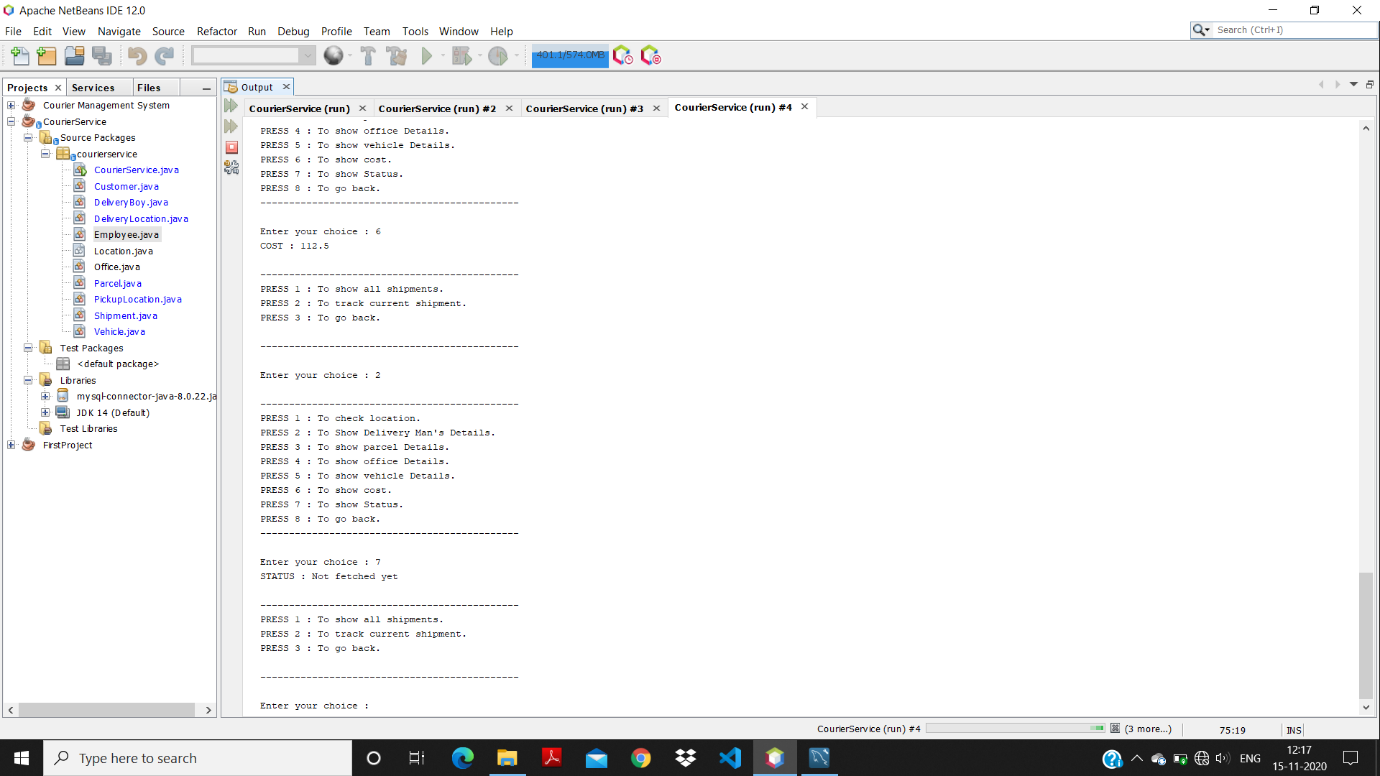 Apache NetBeans IDE 12.0
File Edit View Navigate Source Refactor Run Debug Profile Team Tools Window Help
Search (Ctrl+I)
401.1/574.0MB
Projects Services Files
Courier Management System
CourierService
Source Packages
courierservice
CourierService.java
Customer.java
DeliveryBoy.java
DeliveryLocation.java
Employee.java
Location.java
Office.java
Parcel.java
PickupLocation.java
Shipment.java
Vehicle.java
Test Packages
<default package>
Libraries
mysql-connector-java-8.0.22.ja
JDK 14 (Default)
Test Libraries
FirstProject
Output
CourierService (run) CourierService (run) #2 CourierService (run) #3 CourierService (run) #4
PRESS 4 : To show office Details.
PRESS 5 : To show vehicle Details.
PRESS 6 : To show cost.
PRESS 7 : To show Status.
PRESS 8 : To go back.
---------------------------------------------
Enter your choice : 6
COST : 112.5
---------------------------------------------
PRESS 1 : To show all shipments.
PRESS 2 : To track current shipment.
PRESS 3 : To go back.
---------------------------------------------
Enter your choice : 2
---------------------------------------------
PRESS 1 : To check location.
PRESS 2 : To Show Delivery Man's Details.
PRESS 3 : To show parcel Details.
PRESS 4 : To show office Details.
PRESS 5 : To show vehicle Details.
PRESS 6 : To show cost.
PRESS 7 : To show Status.
PRESS 8 : To go back.
---------------------------------------------
Enter your choice : 7
STATUS : Not fetched yet
---------------------------------------------
PRESS 1 : To show all shipments.
PRESS 2 : To track current shipment.
PRESS 3 : To go back.
---------------------------------------------
Enter your choice :
CourierService (run) #4 (3 more...) 75:19 INS
Type here to search
ENG
12:17
15-11-2020